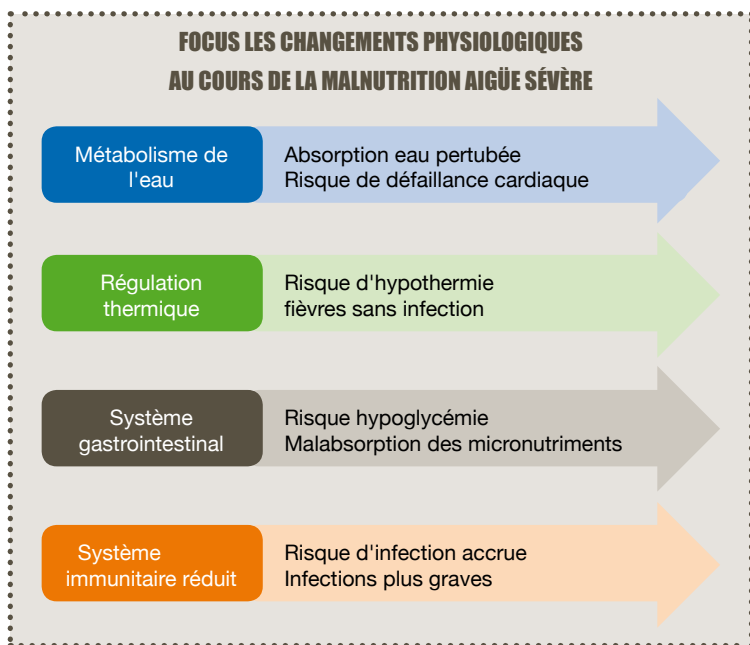 FOCUS LES CHANGEMENTS PHYSIOLOGIQUES
AU COURS DE LA MALNUTRITION AIGÜE SÉVÈRE
Métabolisme de
l'eau
Absorption eau pertubée
Risque de défaillance cardiaque
Régulation
thermique
Risque d'hypothermie
fièvres sans infection
Système
gastrointestinal
Risque hypoglycémie
Malabsorption des micronutriments
Système
immunitaire réduit
Risque d'infection accrue
Infections plus graves